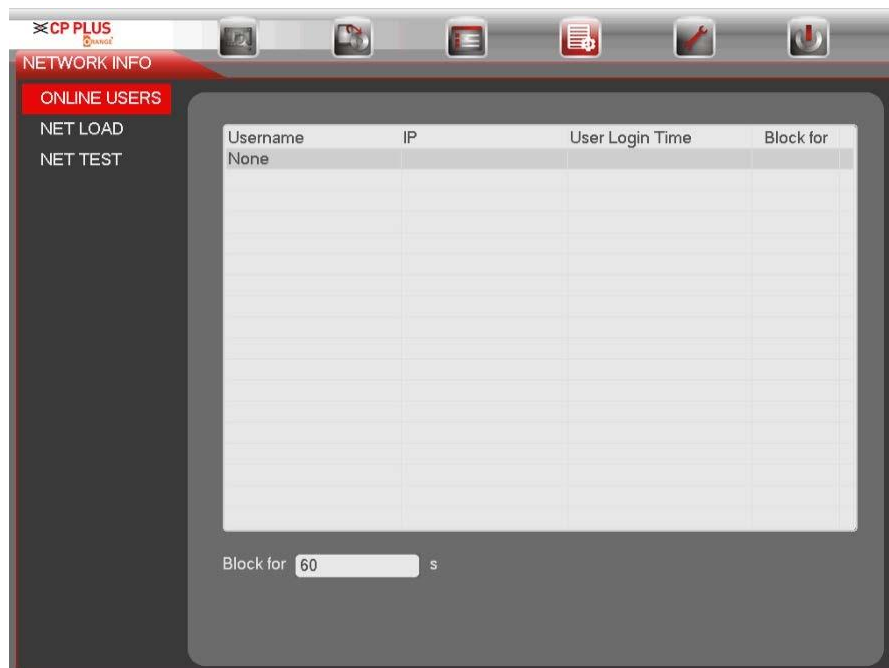 CP PLUS
ORANGE
NETWORK INFO
ONLINE USERS
NET LOAD
NET TEST
Username IP User Login Time Block for
None
Block for 60 s